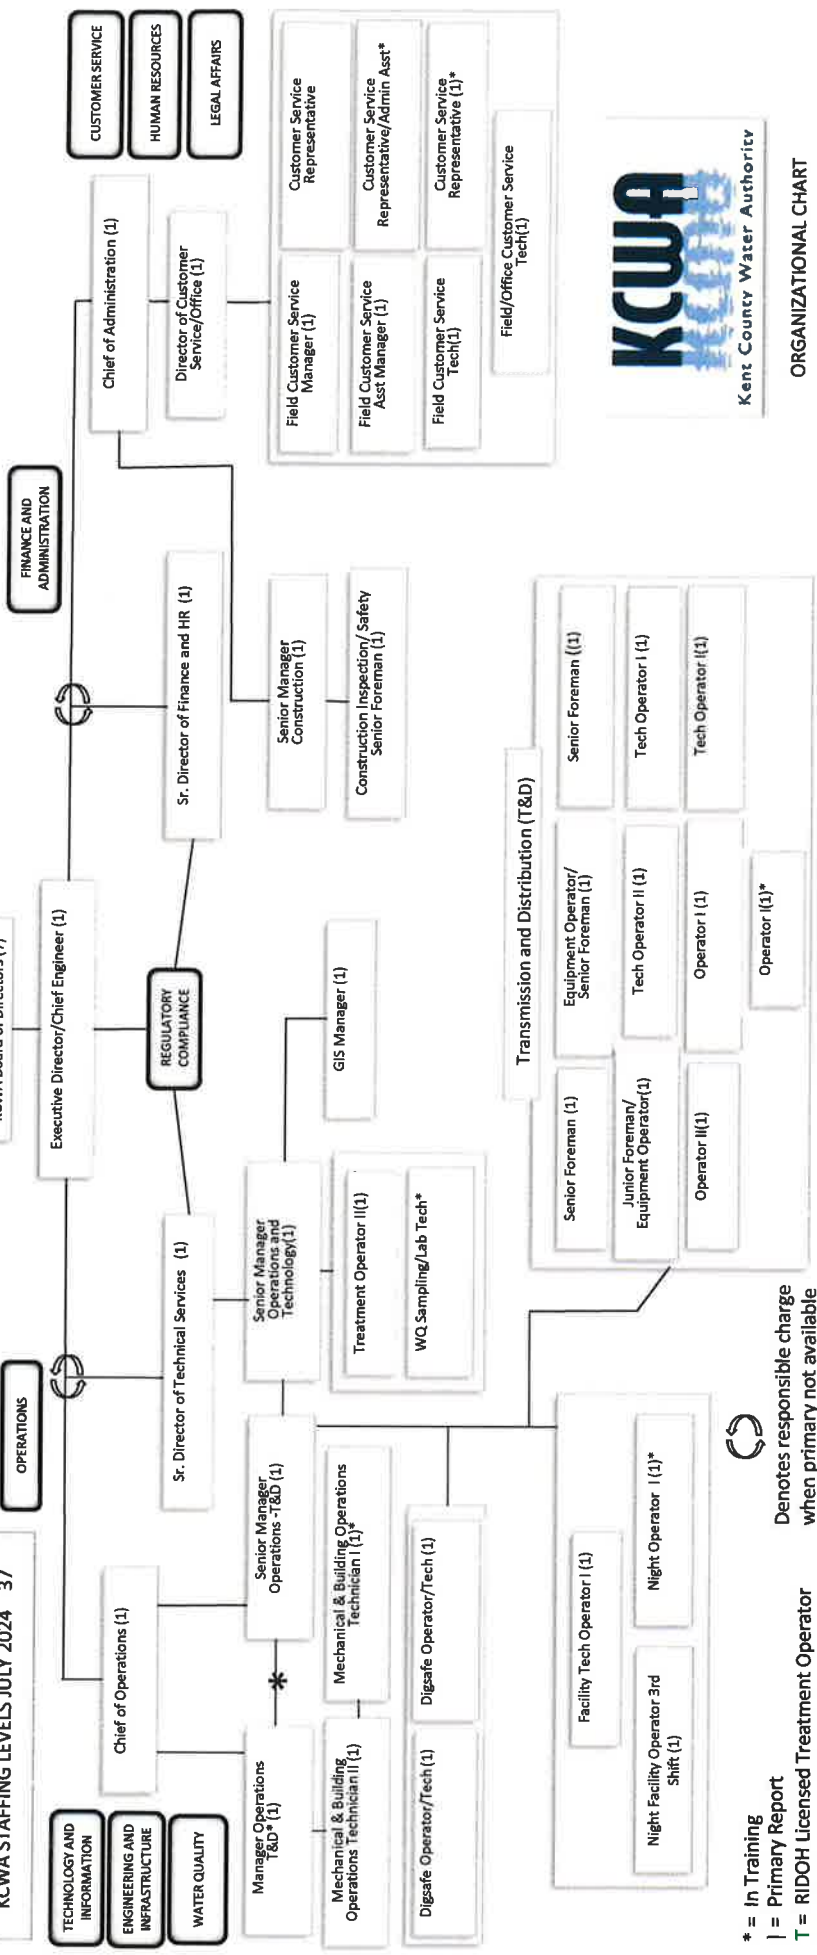 KCWA STAFFING LEVELS JULY 2024 37
OPERATIONS
FINANCE AND
ADMINISTRATION
CUSTOMER SERVICE
HUMAN RESOURCES
LEGAL AFFAIRS
TECHNOLOGY AND
INFORMATION
ENGINEERING AND
INFRASTRUCTURE
WATER QUALITY
Executive Director/Chief Engineer (1)
REGULATORY
COMPLIANCE
Chief of Operations (1)
Sr. Director of Technical Services (1)
Sr. Director of Finance and HR (1)
Chief of Administration (1)
Director of Customer
Service/Office (1)
Manager Operations
T&D* (1)
*
Senior Manager
Operations -T&D (1)
Senior Manager
Operations and
Technology(1)
GIS Manager (1)
Senior Manager
Construction (1)
Construction Inspection/ Safety
Senior Foreman (1)
Mechanical & Building
Operations Technician II (1)
Mechanical & Building Operations
Technician I (1)*
Treatment Operator II(1)
WQ Sampling/Lab Tech*
Digsafe Operator/Tech (1)
Digsafe Operator/Tech (1)
Field Customer Service
Manager (1)
Customer Service
Representative
Field Customer Service
Asst Manager (1)
Customer Service
Representative/Admin Asst*
Field Customer Service
Tech(1)
Customer Service
Representative (1)*
Field/Office Customer Service
Tech(1)
Facility Tech Operator I (1)
Night Facility Operator 3rd
Shift (1)
Night Operator I (1)*
Transmission and Distribution (T&D)
Senior Foreman (1)
Equipment Operator/
Senior Foreman (1)
Senior Foreman ((1)
Junior Foreman/
Equipment Operator(1)
Tech Operator II (1)
Tech Operator I (1)
Operator II(1)
Operator I (1)
Tech Operator I(1)
Operator I(1)*
* = In Training
| = Primary Report
T = RIDOH Licensed Treatment Operator
Denotes responsible charge
when primary not available
KCWA
Kent County Water Authority
ORGANIZATIONAL CHART